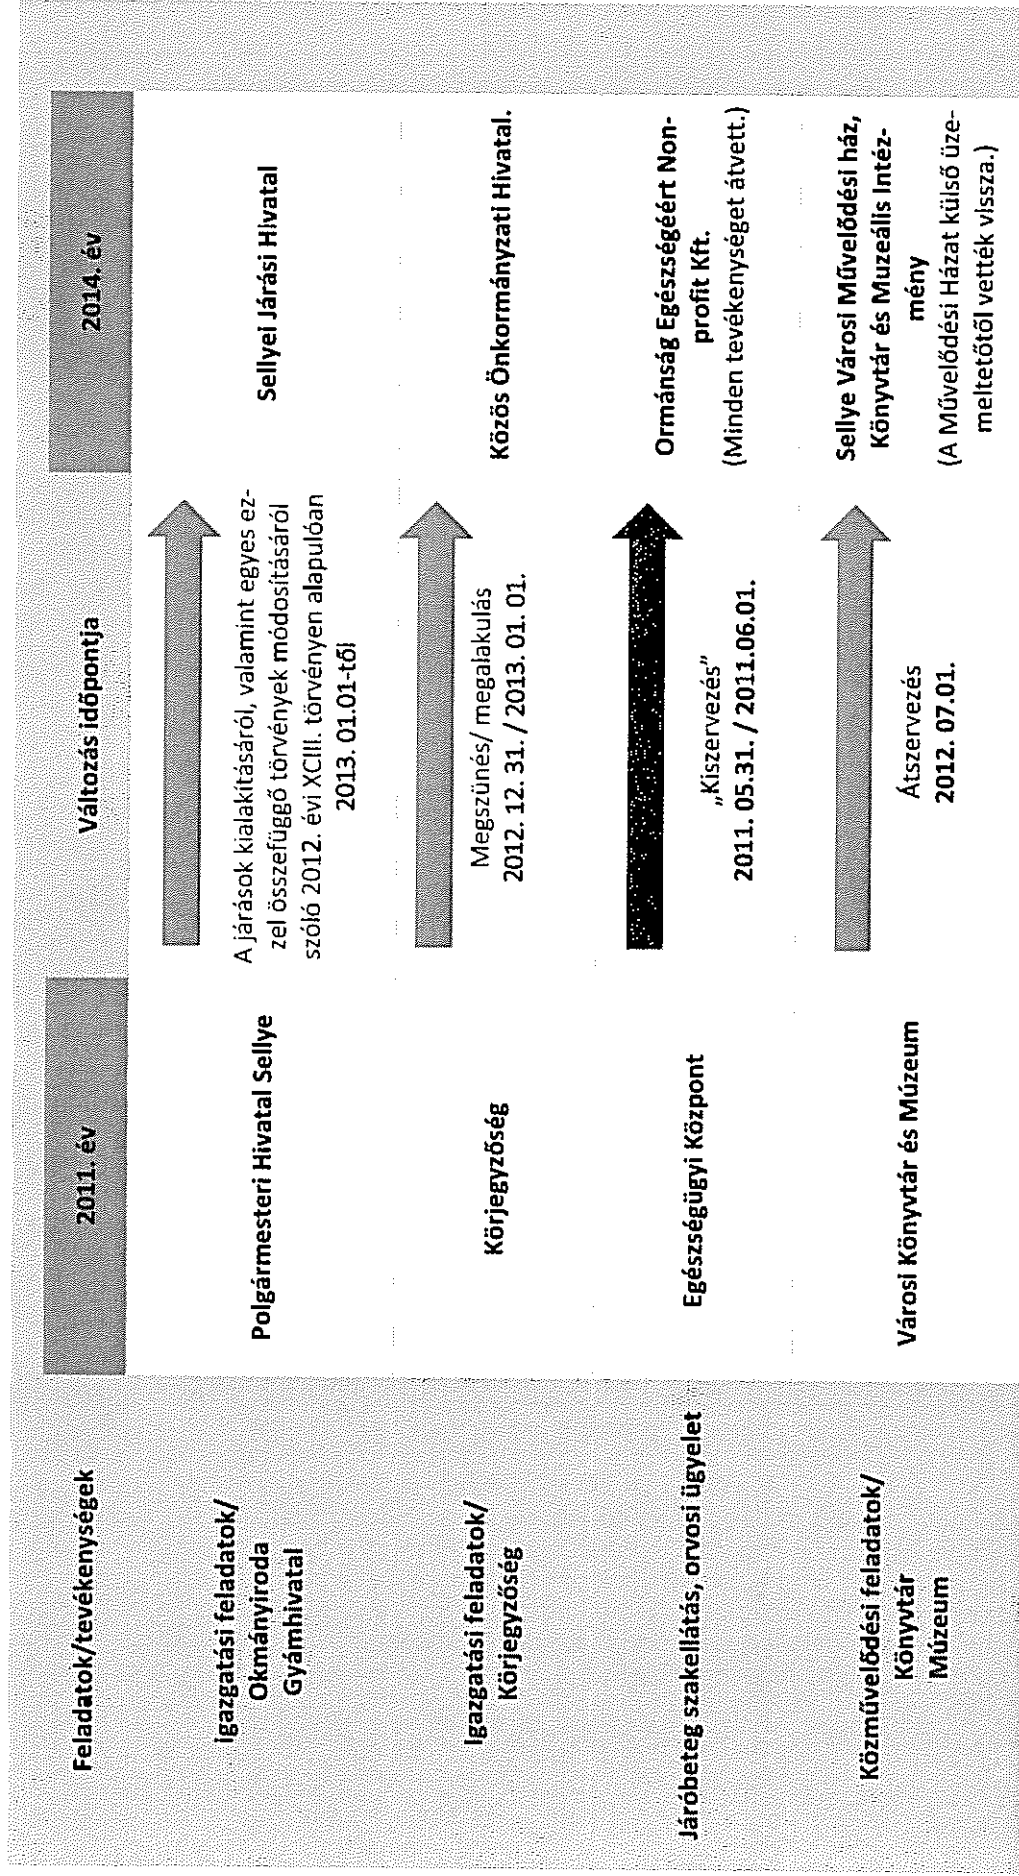 Feladatok/tevékenységek
2011. év
Változás időpontja
2014. év
Igazgatási feladatok/
Okmányiroda
Gyámhivatal
Polgármesteri Hivatal Sellye
A járások kialakításáról, valamint egyes ez-
zel összefüggő törvények módosításáról
szóló 2012. évi XCIII. törvényen alapulóan
2013. 01.01-től
Sellyei Járási Hivatal
Igazgatási feladatok/
Körjegyzőség
Körjegyzőség
Megszűnés/ megalakulás
2012. 12. 31. / 2013. 01. 01.
Közös Önkormányzati Hivatal.
Járóbeteg szakellátás, orvosi ügyelet
Egészségügyi Központ
„Kiszervezés”
2011. 05.31. / 2011.06.01.
Ormánság Egészségéért Non-
profit Kft.
(Minden tevékenységet átvett.)
Közművelődési feladatok/
Könyvtár
Múzeum
Városi Könyvtár és Múzeum
Átszervezés
2012. 07.01.
Sellye Városi Művelődési ház,
Könyvtár és Muzeális Intéz-
mény
(A Művelődési Házat külső üze-
meltetőtől vették vissza.)